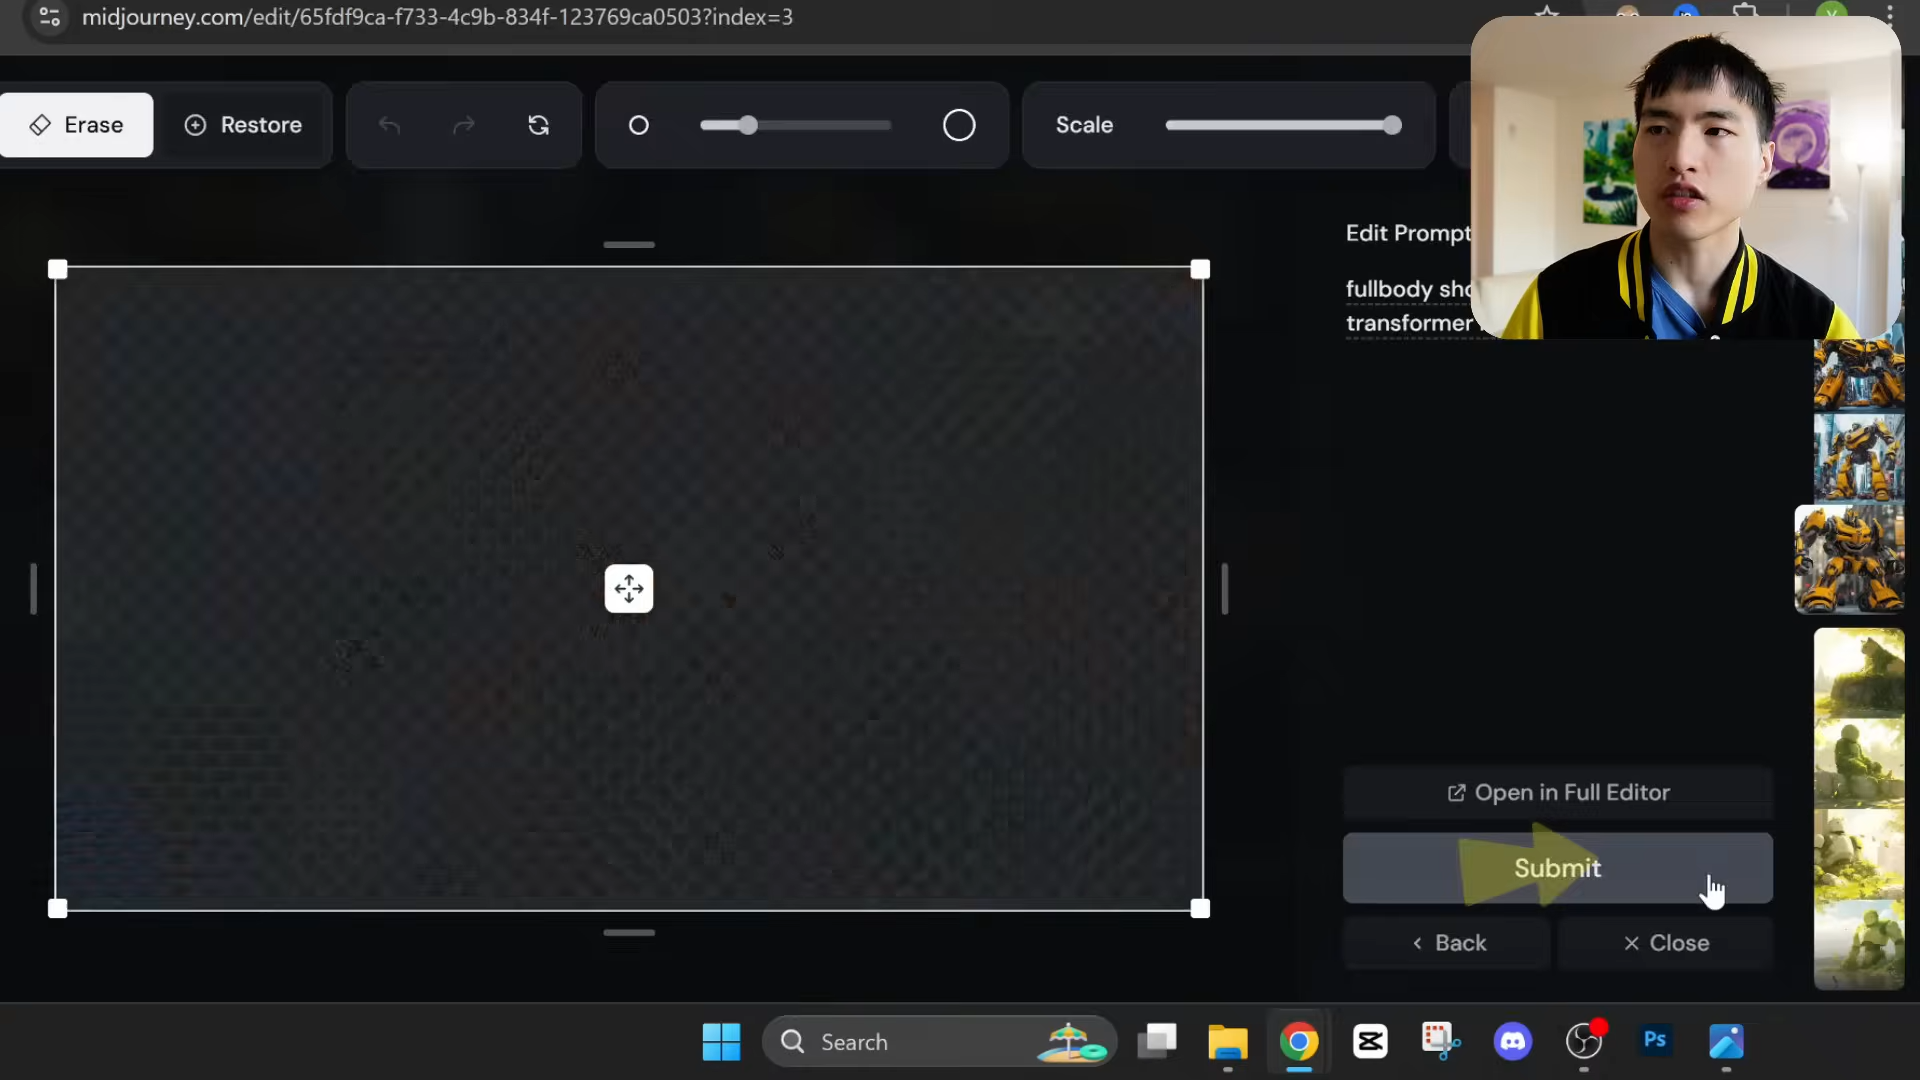 midjourney.com/edit/65fdf9ca-f733-4c9b-834f-123769ca0503?index=3
Erase
Restore
Scale
Edit Prompt
fullbody
transformer
Open in Full Editor
Submit
Back
Close
Search
Ps